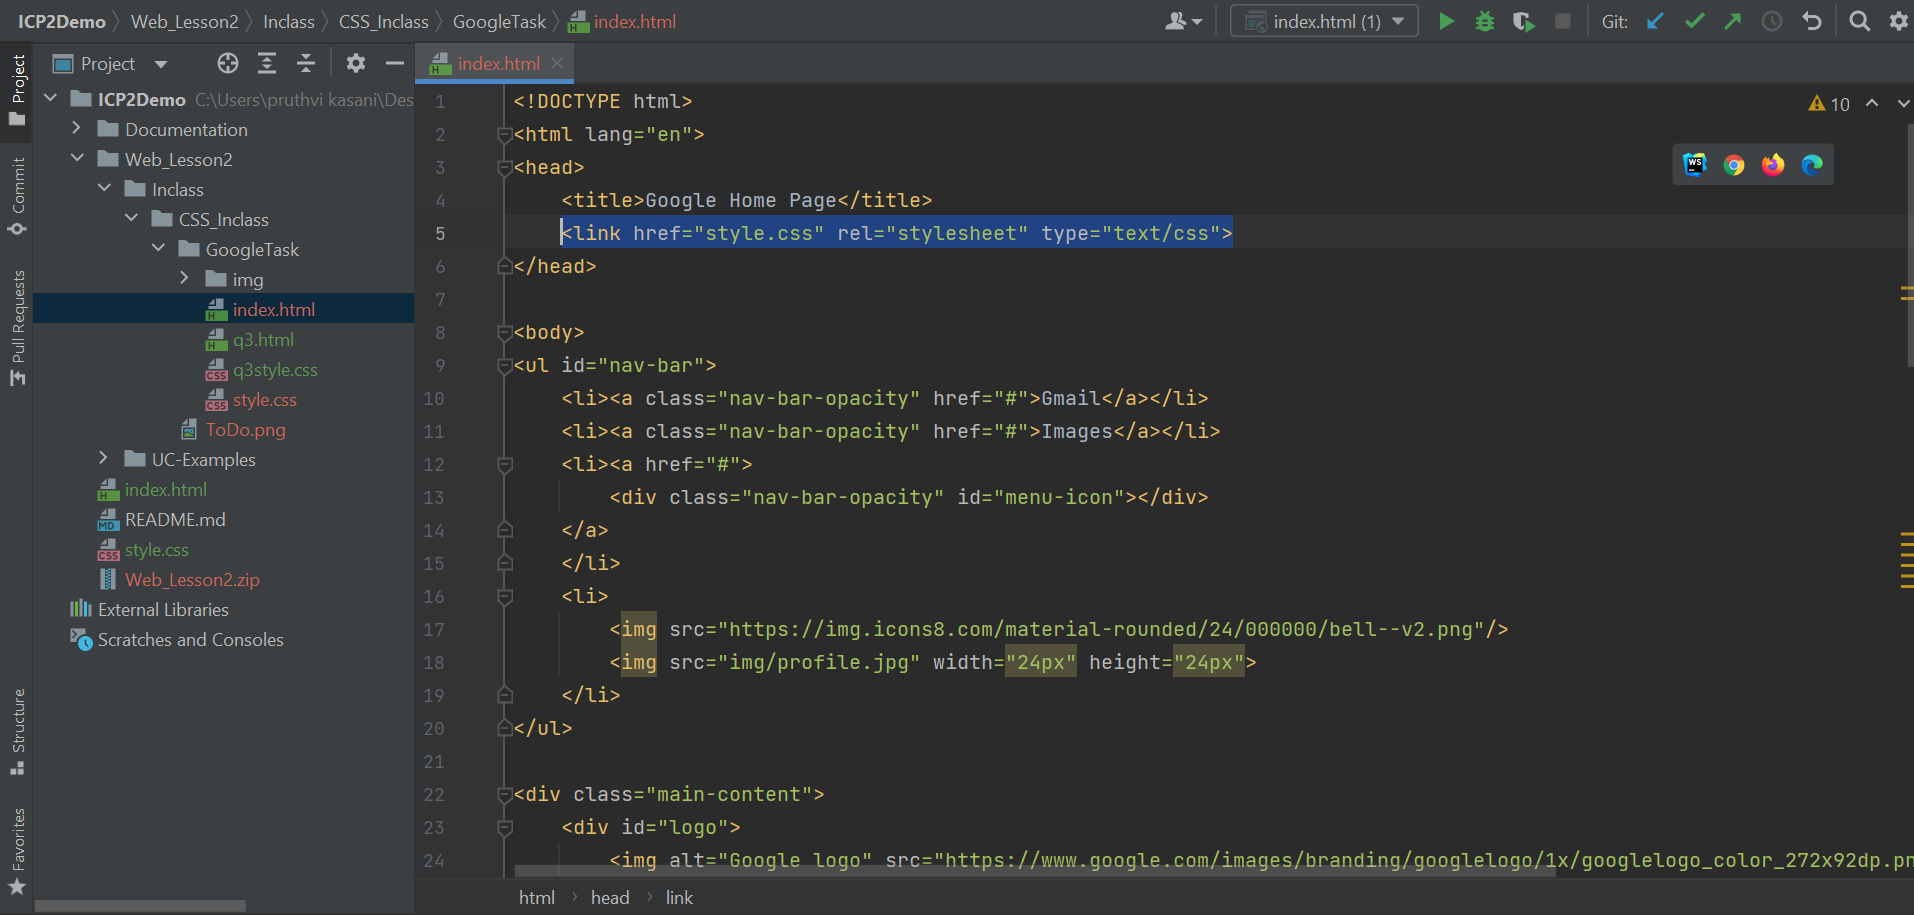 ICP2Demo Web_Lesson2 Inclass CSS_Inclass GoogleTask index.html
index.html (1) Git:
Project
Commit
Pull Requests
Structure
Favorites
Project
ICP2Demo C:\Users\pruthvi kasani\Des
Documentation
Web_Lesson2
Inclass
CSS_Inclass
GoogleTask
img
index.html
q3.html
q3style.css
style.css
ToDo.png
UC-Examples
index.html
README.md
style.css
Web_Lesson2.zip
External Libraries
Scratches and Consoles
index.html
10
1 <!DOCTYPE html>
2 <html lang="en">
3 <head>
4 <title>Google Home Page</title>
5 <link href="style.css" rel="stylesheet" type="text/css">
6 </head>
7
8 <body>
9 <ul id="nav-bar">
10 <li><a class="nav-bar-opacity" href="#">Gmail</a></li>
11 <li><a class="nav-bar-opacity" href="#">Images</a></li>
12 <li><a href="#">
13 <div class="nav-bar-opacity" id="menu-icon"></div>
14 </a>
15 </li>
16 <li>
17 <img src="https://img.icons8.com/material-rounded/24/000000/bell--v2.png"/>
18 <img src="img/profile.jpg" width="24px" height="24px">
19 </li>
20 </ul>
21
22 <div class="main-content">
23 <div id="logo">
24 <img alt="Google logo" src="https://www.google.com/images/branding/googlelogo/1x/googlelogo_color_272x92dp.pn
html head link